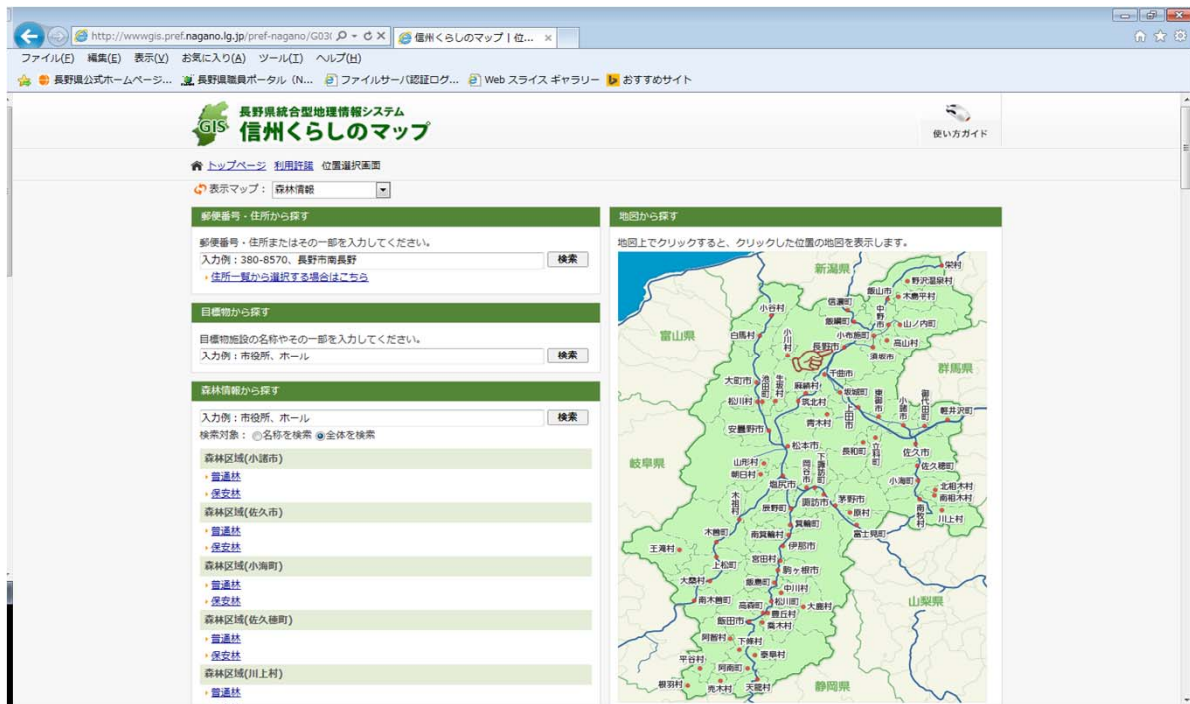 http://wwwgis.pref.nagano.lg.jp/pref-nagano/G03(
信州くらしのマップ | 位...
ファイル(F) 編集(E) 表示(V) お気に入り(A) ツール(T) ヘルプ(H)
長野県公式ホームページ... 長野県職員ポータル (N... ファイルサーバ認証ログ... Web スライス ギャラリー おすすめサイト
GIS
長野県統合型地理情報システム
信州くらしのマップ
使い方ガイド
トップページ 利用許諾 位置選択画面
表示マップ: 森林情報
郵便番号・住所から探す
郵便番号・住所またはその一部を入力してください。
入力例:380-8570、長野市南長野 検索
住所一覧から選択する場合はこちら
目標物から探す
目標物施設の名称やその一部を入力してください。
入力例:市役所、ホール 検索
森林情報から探す
入力例:市役所、ホール 検索
検索対象: 名称を検索 全体を検索
森林区域(小諸市)
普通林
保安林
森林区域(佐久市)
普通林
保安林
森林区域(小海町)
普通林
保安林
森林区域(佐久穂町)
普通林
保安林
森林区域(川上村)
普通林
地図から探す
地図上でクリックすると、クリックした位置の地図を表示します。
新潟県
栄村
野沢温泉村
飯山市
木島平村
信濃町
中野市
小谷村
飯綱町
山ノ内町
富山県
白馬村
小川村
小布施町
高山村
長野市
須坂市
群馬県
千曲市
大町市
池田町
生坂村
麻績村
坂城町
東御市
小諸市
御代田町
軽井沢町
松川村
筑北村
上田市
青木村
安曇野市
松本市
長和町
立科町
佐久市
岐阜県
山形村
下諏訪町
岡谷市
佐久穂町
朝日村
塩尻市
小海町
北相木村
南相木村
木祖村
辰野町
諏訪市
茅野市
原村
南牧村
川上村
箕輪町
木曽町
南箕輪村
富士見町
王滝村
伊那市
上松町
宮田村
駒ヶ根市
大桑村
飯島町
中川村
南木曽町
高森町
松川町
大鹿村
山梨県
豊丘村
飯田市
喬木村
阿智村
下條村
平谷村
泰阜村
阿南町
根羽村
売木村
天龍村
静岡県